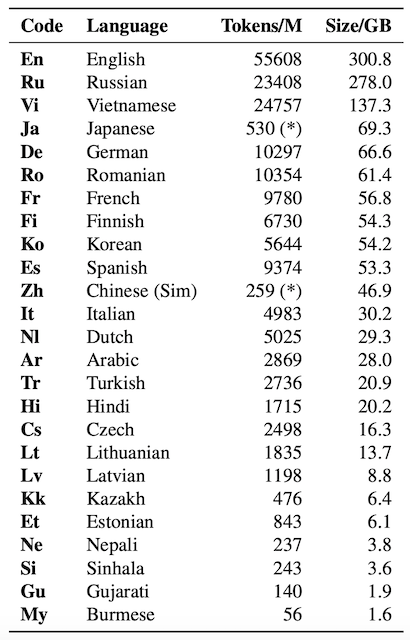 Code Language Tokens/M Size/GB
En English 55608 300.8
Ru Russian 23408 278.0
Vi Vietnamese 24757 137.3
Ja Japanese 530 (*) 69.3
De German 10297 66.6
Ro Romanian 10354 61.4
Fr French 9780 56.8
Fi Finnish 6730 54.3
Ko Korean 5644 54.2
Es Spanish 9374 53.3
Zh Chinese (Sim) 259 (*) 46.9
It Italian 4983 30.2
Nl Dutch 5025 29.3
Ar Arabic 2869 28.0
Tr Turkish 2736 20.9
Hi Hindi 1715 20.2
Cs Czech 2498 16.3
Lt Lithuanian 1835 13.7
Lv Latvian 1198 8.8
Kk Kazakh 476 6.4
Et Estonian 843 6.1
Ne Nepali 237 3.8
Si Sinhala 243 3.6
Gu Gujarati 140 1.9
My Burmese 56 1.6